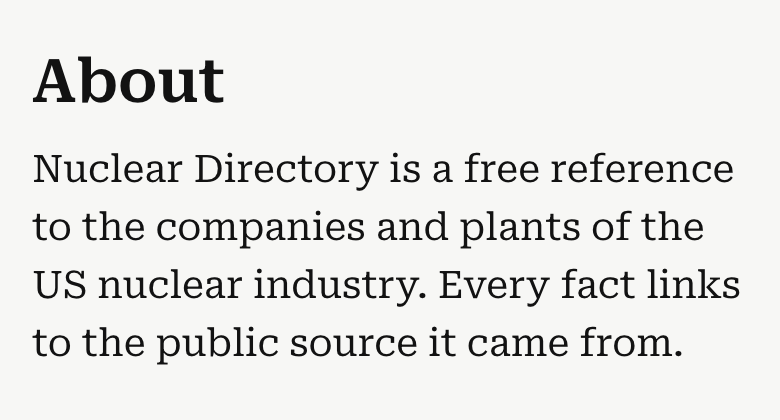 About
Nuclear Directory is a free reference
to the companies and plants of the
US nuclear industry. Every fact links
to the public source it came from.